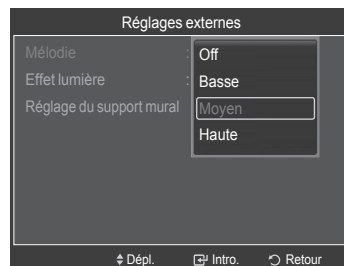 Réglages externes
Mélodie : Off
Effet lumière : Basse
Réglage du support mural Moyen
Haute
Dépl. Intro. Retour